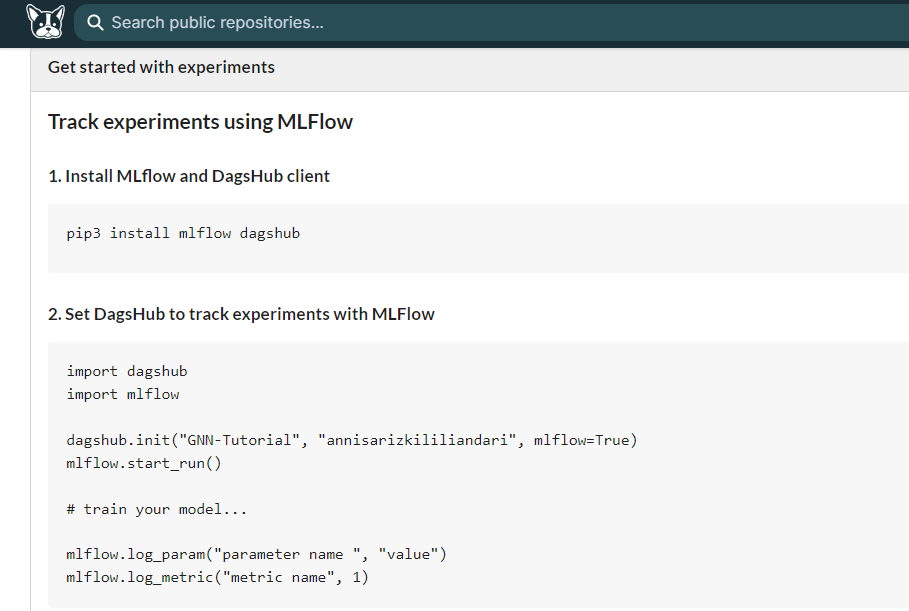 Search public repositories...
Get started with experiments
Track experiments using MLFlow
1. Install MLflow and DagsHub client
pip3 install mlflow dagshub
2. Set DagsHub to track experiments with MLFlow
import dagshub
import mlflow
dagshub.init("GNN-Tutorial", "annisarizkililiandari", mlflow=True)
mlflow.start_run()
# train your model...
mlflow.log_param("parameter name ", "value")
mlflow.log_metric("metric name", 1)